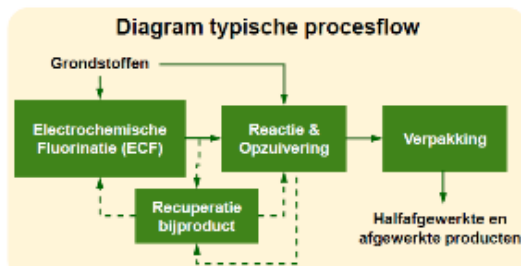 Diagram typische procesflow
Grondstoffen
Electrochemische
Fluorinatie (ECF)
Reactie &
Opzuivering
Verpakking
Recuperatie
bijproduct
Halfafgewerkte en
afgewerkte producten